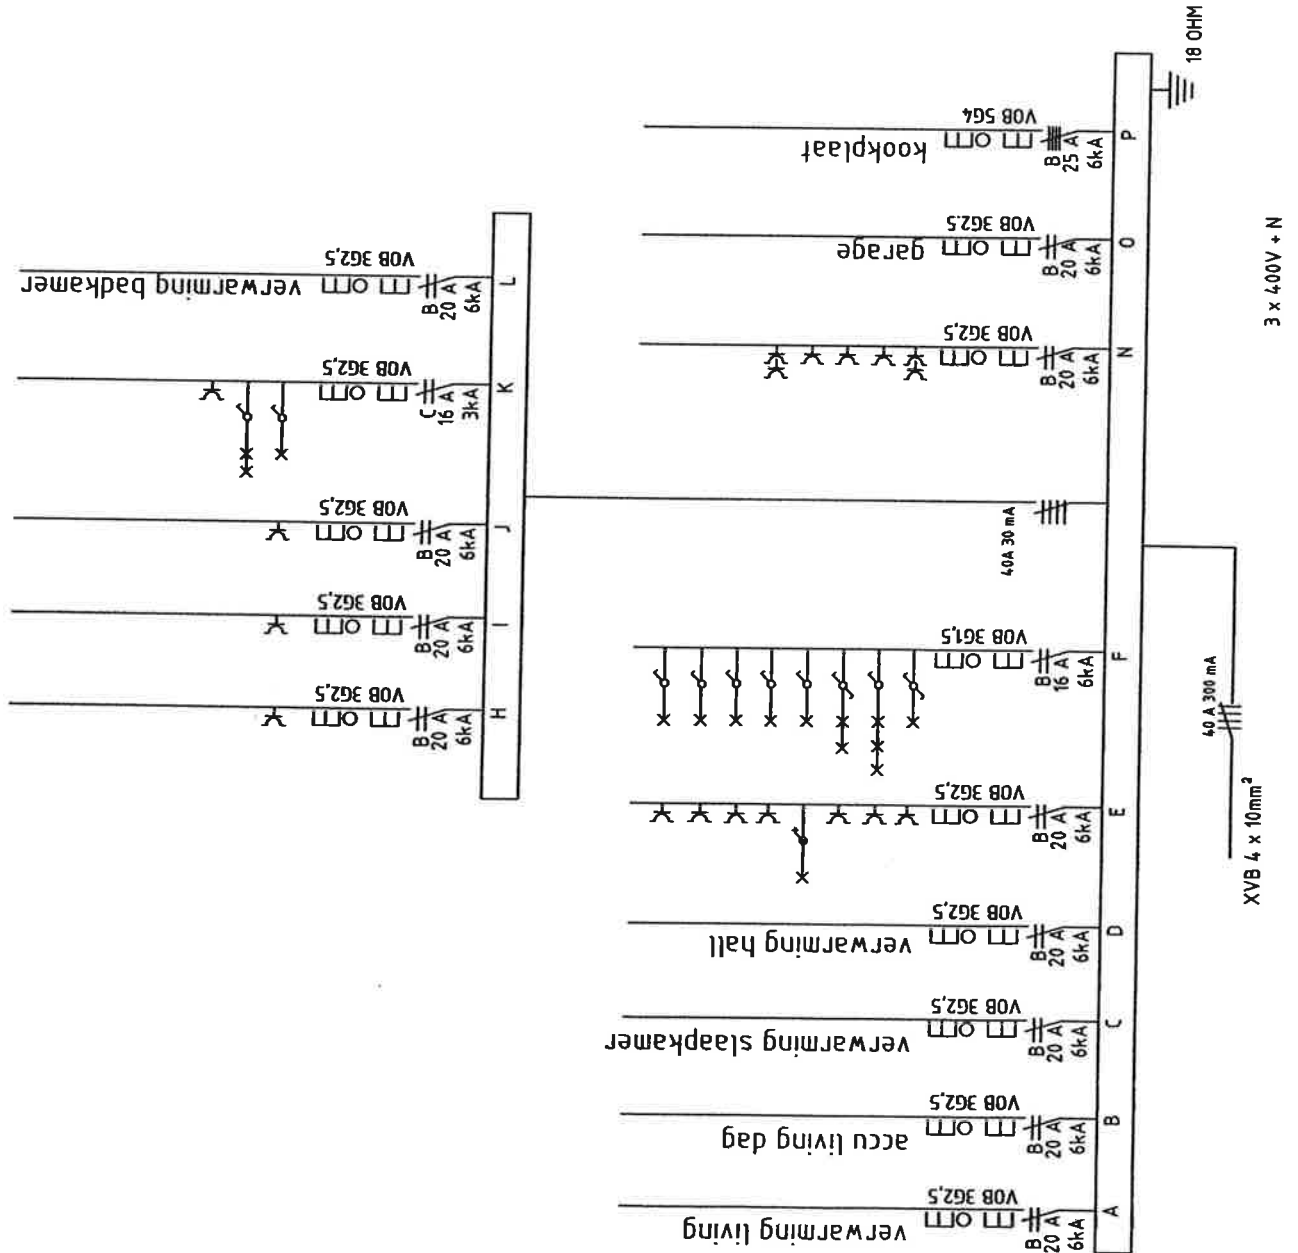 verwarming badkamer
VOB 3G2,5
B
20 A
6kA
L
VOB 3G2,5
C
16 A
3kA
K
VOB 3G2,5
B
20 A
6kA
J
VOB 3G2,5
B
20 A
6kA
I
VOB 3G2,5
B
20 A
6kA
H
18 OHM
kookplaat
VOB 5G4
B
25 A
6kA
P
garage
VOB 3G2.5
B
20 A
6kA
O
VOB 3G2,5
B
20 A
6kA
N
3 x 400V + N
40A 30 mA
VOB 3G1,5
B
16 A
6kA
F
40 A 300 mA
XVB 4 x 10mm²
VOB 3G2,5
B
20 A
6kA
E
verwarming hall
VOB 3G2,5
B
20 A
6kA
D
verwarming slaapkamer
VOB 3G2,5
B
20 A
6kA
C
accu living dag
VOB 3G2,5
B
20 A
6kA
B
verwarming living
VOB 3G2,5
B
20 A
6kA
A